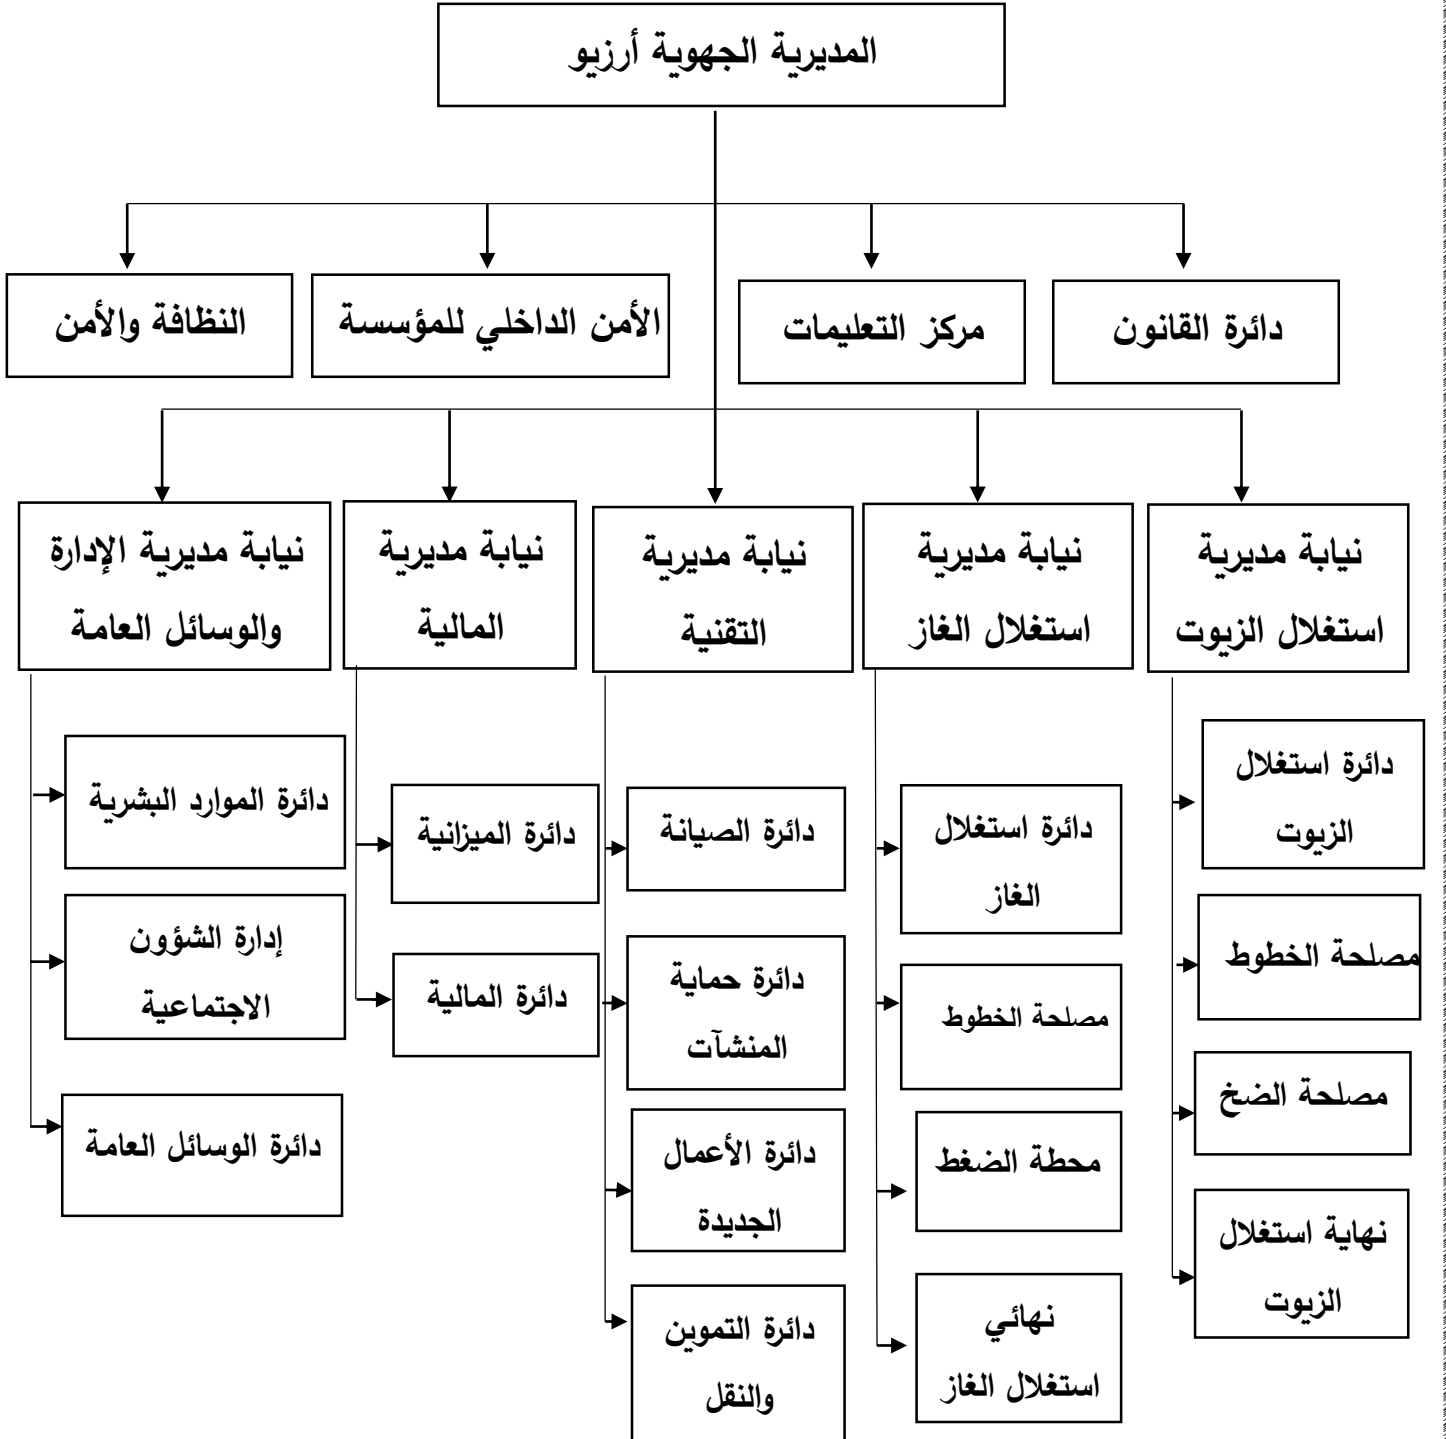 المديرية الجهوية أرزيو
دائرة القانون
مركز التعليمات
الأمن الداخلي للمؤسسة
النظافة والأمن
نيابة مديرية
استغلال الزيوت
نيابة مديرية
استغلال الغاز
نيابة مديرية
التقنية
نيابة مديرية
المالية
نيابة مديرية الإدارة
والوسائل العامة
دائرة استغلال
الزيوت
مصلحة الخطوط
مصلحة الضخ
نهاية استغلال
الزيوت
دائرة استغلال
الغاز
مصلحة الخطوط
محطة الضغط
نهائي
استغلال الغاز
دائرة الصيانة
دائرة حماية
المنشآت
دائرة الأعمال
الجديدة
دائرة التموين
والنقل
دائرة الميزانية
دائرة المالية
دائرة الموارد البشرية
إدارة الشؤون
الاجتماعية
دائرة الوسائل العامة